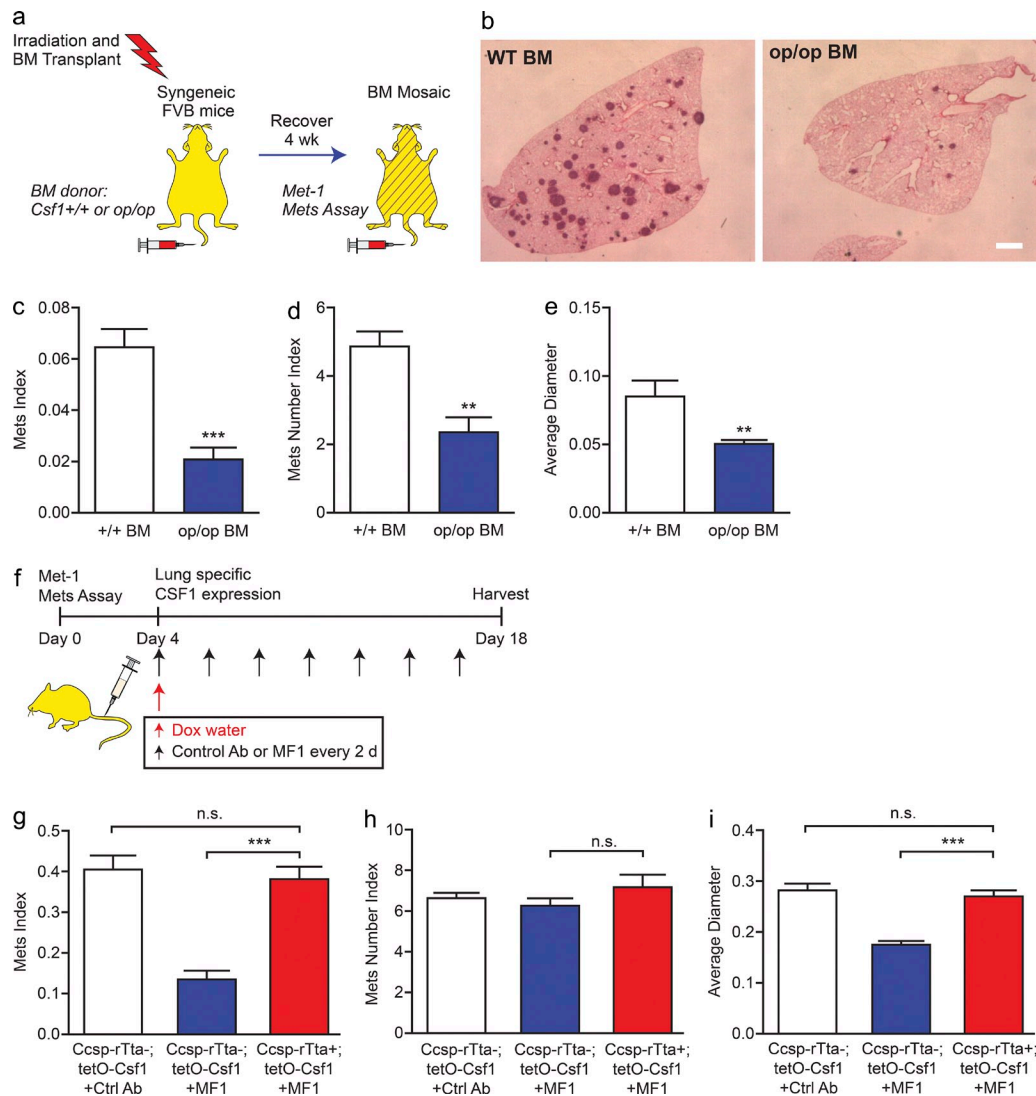 a
Irradiation and
BM Transplant
Syngeneic
FVB mice
BM Mosaic
Recover
4 wk
BM donor:
Csf1+/+ or op/op
Met-1
Mets Assay
b
WT BM
op/op BM
c
Mets Index
0.08
0.06
0.04
0.02
0.00
***
+/+ BM
op/op BM
d
Mets Number Index
6
4
2
0
**
+/+ BM
op/op BM
e
Average Diameter
0.15
0.10
0.05
0.00
**
+/+ BM
op/op BM
f
Met-1
Mets Assay
Lung specific
CSF1 expression
Harvest
Day 0
Day 4
Day 18
Dox water
Control Ab or MF1 every 2 d
g
Mets Index
0.5
0.4
0.3
0.2
0.1
0.0
n.s.
***
Ccsp-rTta-;
tetO-Csf1
+Ctrl Ab
Ccsp-rTta-;
tetO-Csf1
+MF1
Ccsp-rTta+;
tetO-Csf1
+MF1
h
Mets Number Index
10
8
6
4
2
0
n.s.
Ccsp-rTta-;
tetO-Csf1
+Ctrl Ab
Ccsp-rTta-;
tetO-Csf1
+MF1
Ccsp-rTta+;
tetO-Csf1
+MF1
i
Average Diameter
0.4
0.3
0.2
0.1
0.0
n.s.
***
Ccsp-rTta-;
tetO-Csf1
+Ctrl Ab
Ccsp-rTta-;
tetO-Csf1
+MF1
Ccsp-rTta+;
tetO-Csf1
+MF1